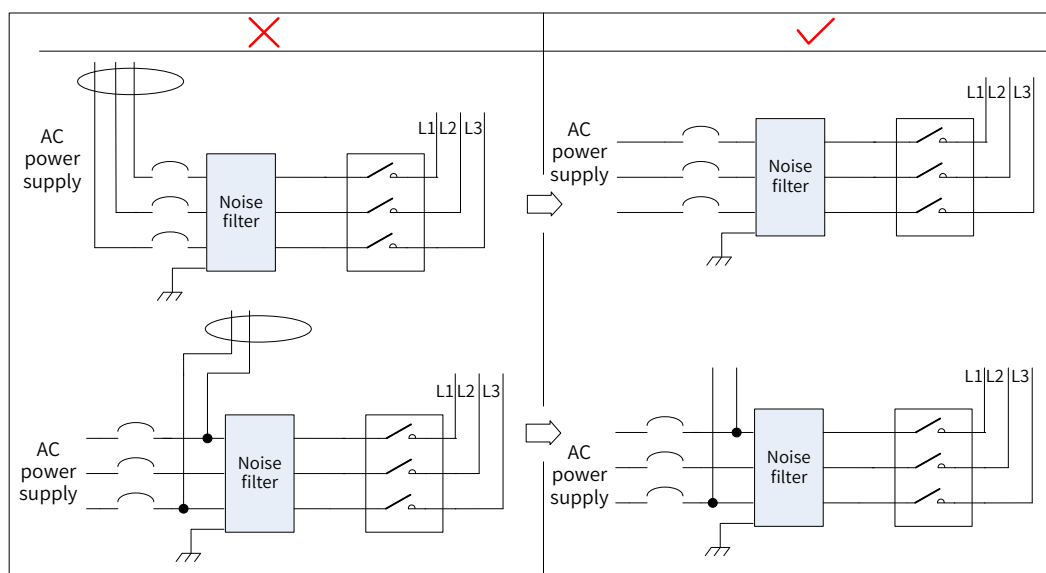 AC
power
supply
L1 L2 L3
Noise
filter
AC
power
supply
L1 L2 L3
Noise
filter
AC
power
supply
L1 L2 L3
Noise
filter
AC
power
supply
L1 L2 L3
Noise
filter